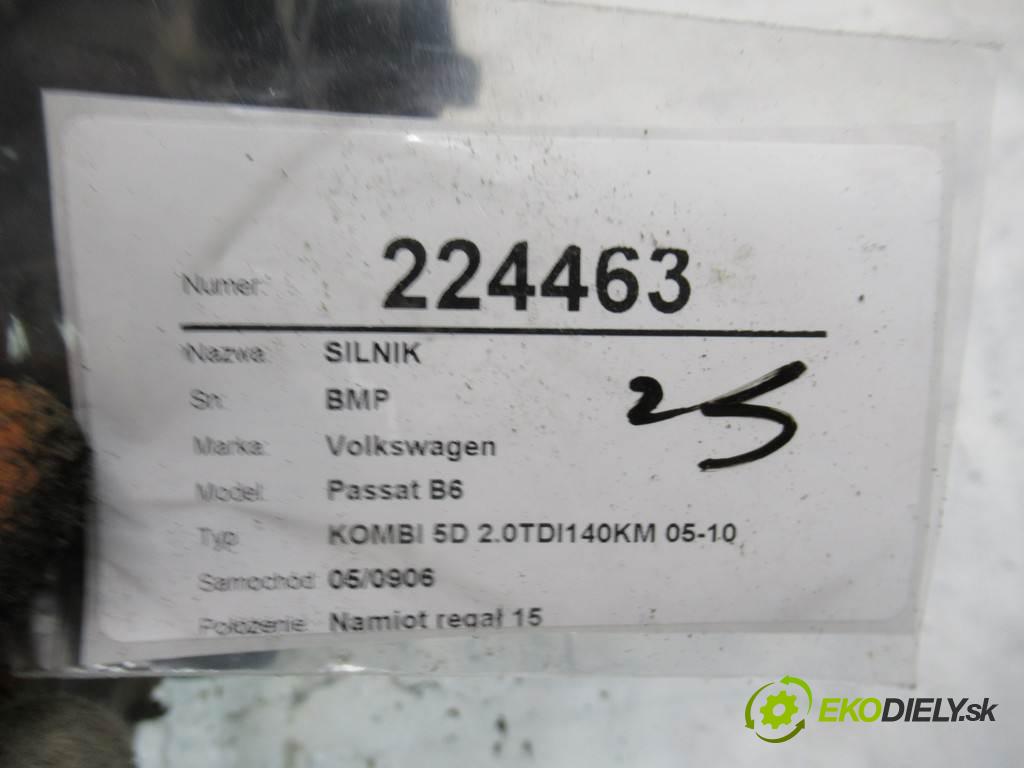 Numer: 224463
Nazwa: SILNIK
Sn: BMP
Marka: Volkswagen
Model: Passat B6
Typ: KOMBI 5D 2.0TDI140KM 05-10
Samochód: 05/0906
Położenie: Namiot regał 15
25
EKODIELY.sk